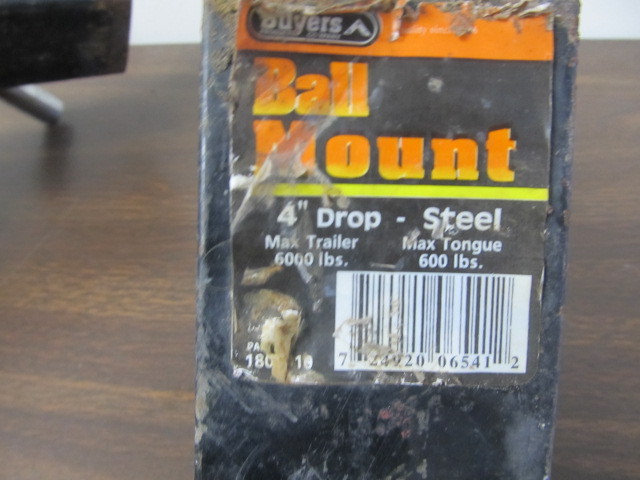 Buyers
Ball
Mount
4" Drop - Steel
Max Trailer Max Tongue
6000 lbs. 600 lbs.
7 24920 06541 2